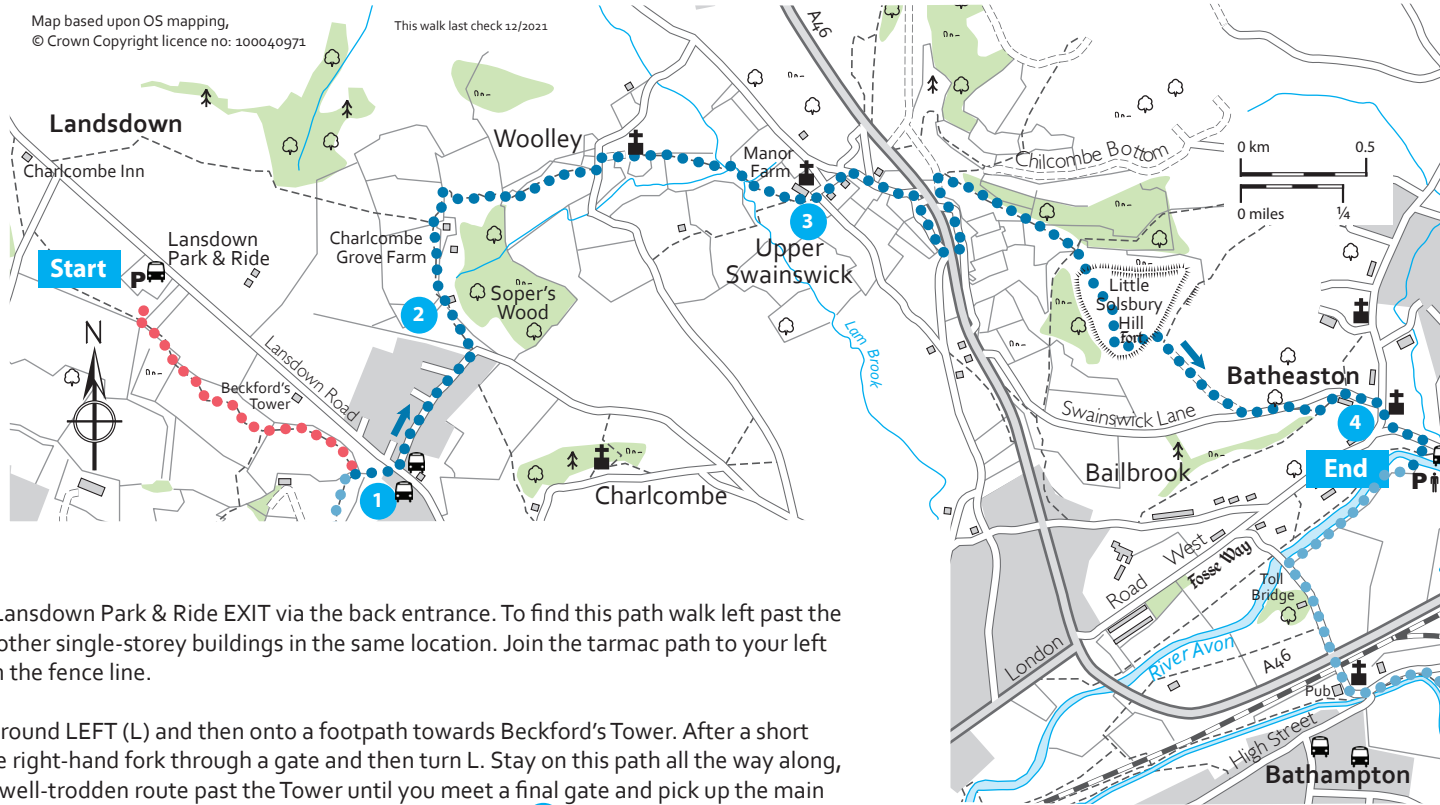 Map based upon OS mapping,
© Crown Copyright licence no: 100040971
This walk last check 12/2021
A46
Landsdown
Charlcombe Inn
Woolley
Manor
Farm
Chilcombe Bottom
0 km 0.5
0 miles ¼
Start
P
Lansdown
Park & Ride
Charlcombe
Grove Farm
3
Upper
Swainswick
2
Soper's
Wood
Little
Solsbury
Hill
Fort
N
Lansdown Road
Beckford's
Tower
Lam Brook
Batheaston
Swainswick Lane
4
1
Charlcombe
Bailbrook
End
P
London Road West
Fosse Way
Toll
Bridge
River Avon
A46
Pub
High Street
Bathampton
Lansdown Park & Ride EXIT via the back entrance. To find this path walk left past the
other single-storey buildings in the same location. Join the tarmac path to your left
the fence line.
round LEFT (L) and then onto a footpath towards Beckford's Tower. After a short
right-hand fork through a gate and then turn L. Stay on this path all the way along,
well-trodden route past the Tower until you meet a final gate and pick up the main